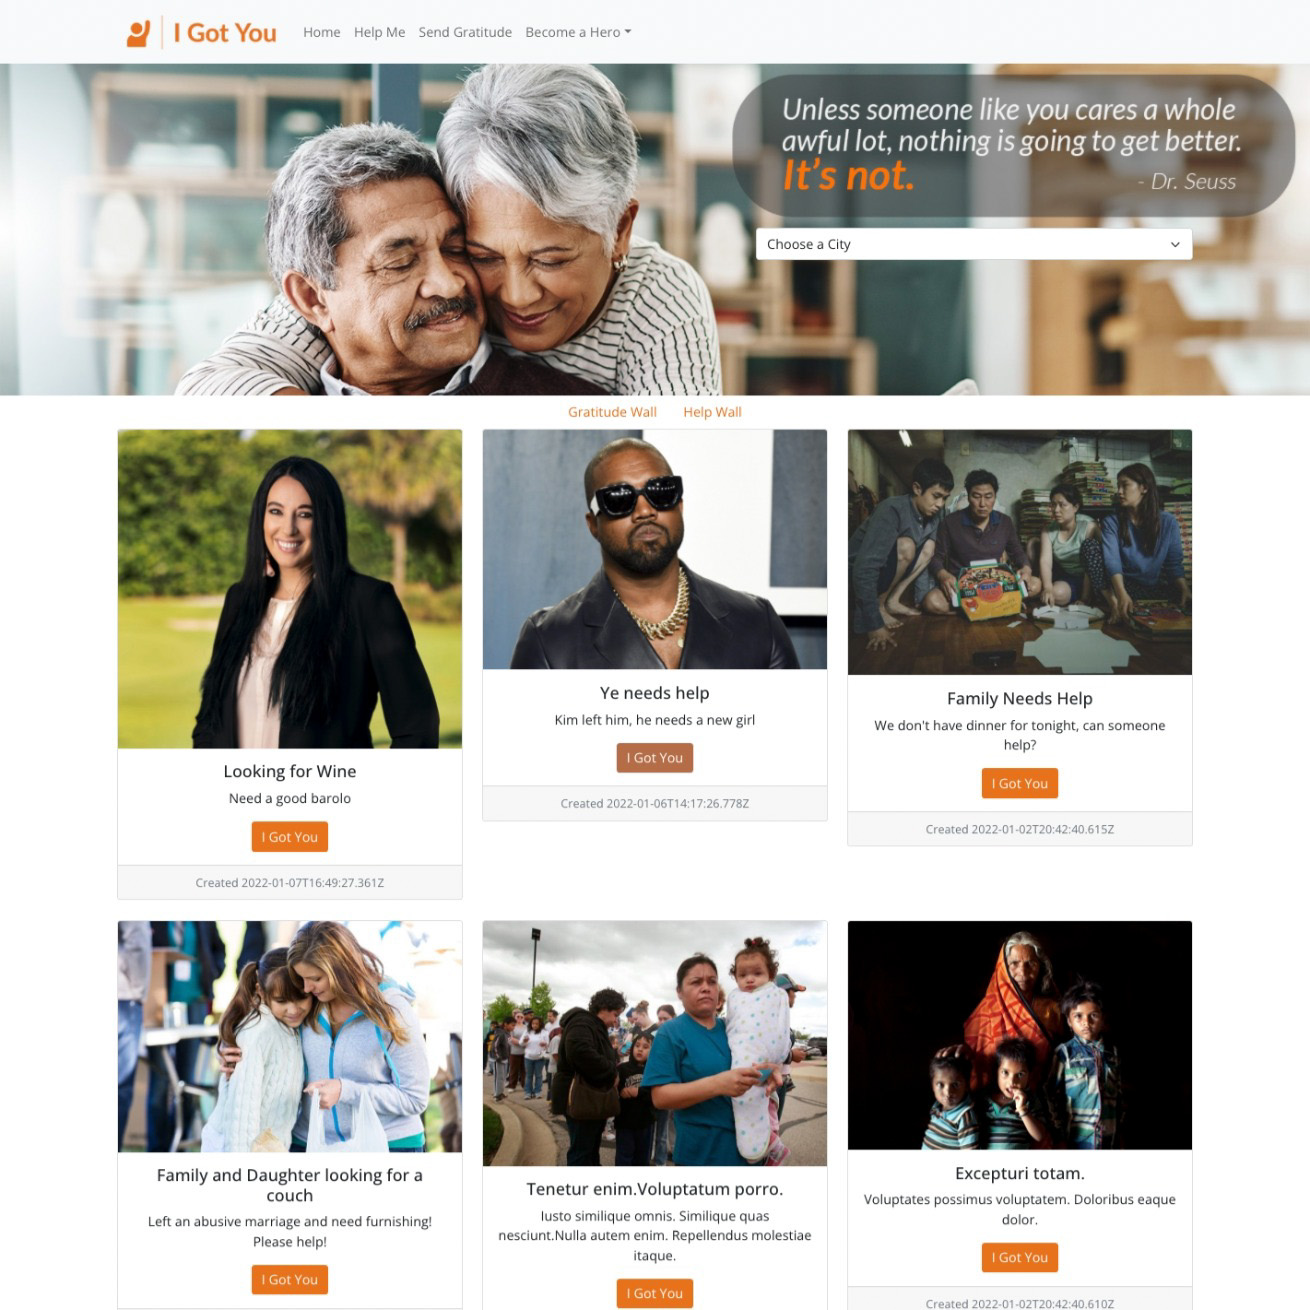 I Got You
Home Help Me Send Gratitude Become a Hero
Unless someone like you cares a whole
awful lot, nothing is going to get better.
It's not.
- Dr. Seuss
Choose a City
Gratitude Wall Help Wall
Looking for Wine
Need a good barolo
I Got You
Created 2022-01-07T16:49:27.361Z
Ye needs help
Kim left him, he needs a new girl
I Got You
Created 2022-01-06T14:17:26.778Z
Family Needs Help
We don't have dinner for tonight, can someone
help?
I Got You
Created 2022-01-02T20:42:40.615Z
Family and Daughter looking for a
couch
Left an abusive marriage and need furnishing!
Please help!
I Got You
Tenetur enim.Voluptatum porro.
Iusto similique omnis. Similique quas
nesciunt.Nulla autem enim. Repellendus molestiae
itaque.
I Got You
Excepturi totam.
Voluptates possimus voluptatem. Doloribus eaque
dolor.
I Got You
Created 2022-01-02T20:42:40.610Z